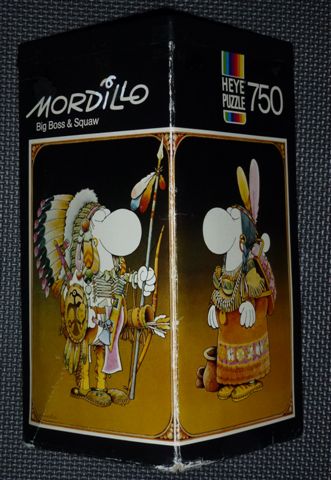 MORDiLLO
Big Boss & Squaw
HEYE
PUZZLE
750